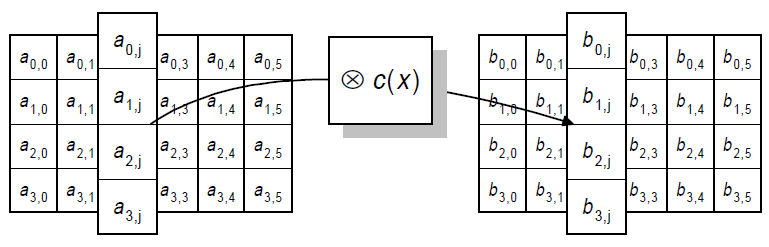 a0,0 a0,1 a0,j a0,3 a0,4 a0,5
a1,0 a1,1 a1,j a1,3 a1,4 a1,5
a2,0 a2,1 a2,j a2,3 a2,4 a2,5
a3,0 a3,1 a3,j a3,3 a3,4 a3,5
⊗ c(x)
b0,0 b0,1 b0,j b0,3 b0,4 b0,5
b1,0 b1,1 b1,j b1,3 b1,4 b1,5
b2,0 b2,1 b2,j b2,3 b2,4 b2,5
b3,0 b3,1 b3,j b3,3 b3,4 b3,5